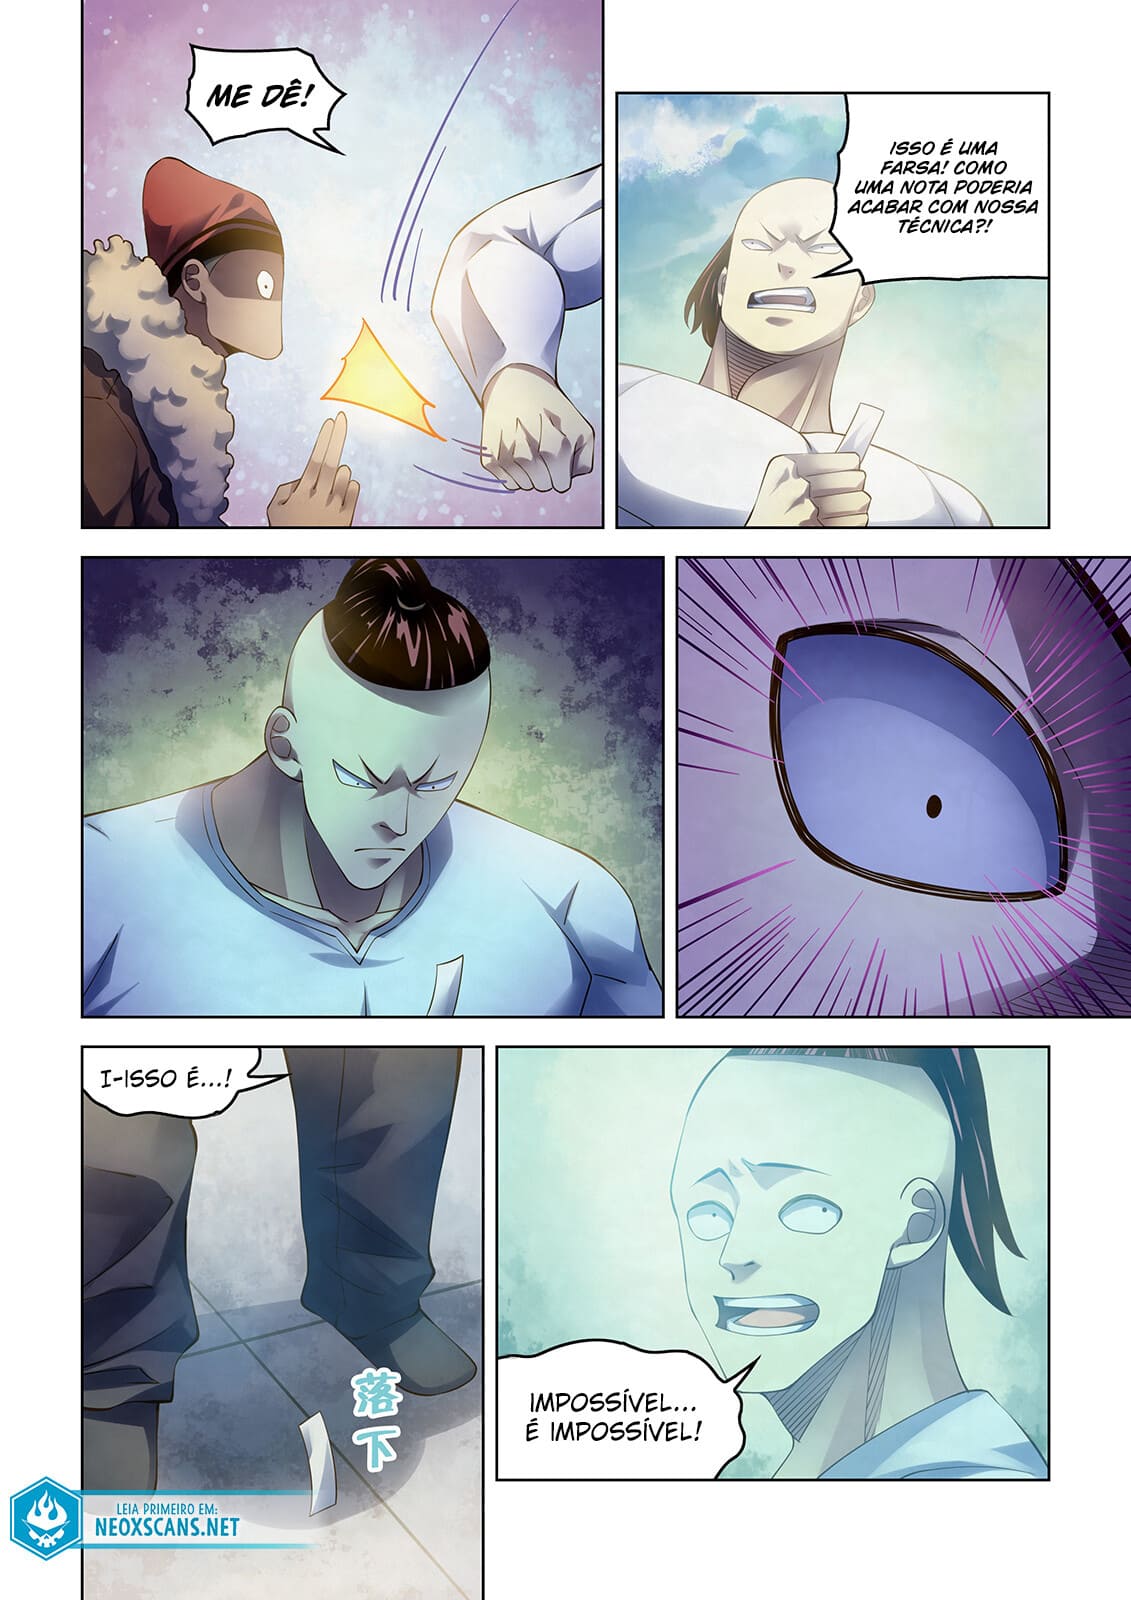 ME DÊ!
ISSO É UMA
FARSA! COMO
UMA NOTA PODERIA
ACABAR COM NOSSA
TÉCNICA?!
I-ISSO É...!
落
下
IMPOSSÍVEL...
É IMPOSSÍVEL!
LEIA PRIMEIRO EM:
NEOXSCANS.NET